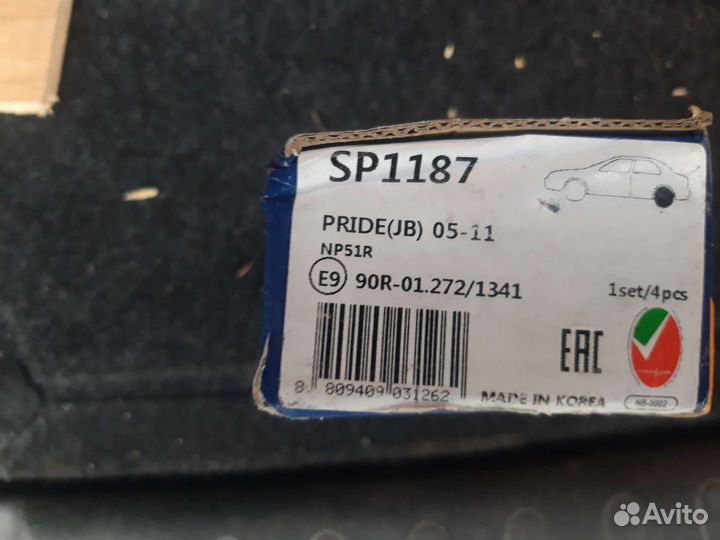 SP1187
PRIDE(JB) 05-11
NP51R
E9 90R-01.272/1341
1set/4pcs
EAC
8 809409 031262
MADE IN KOREA
NB-0002
Avito